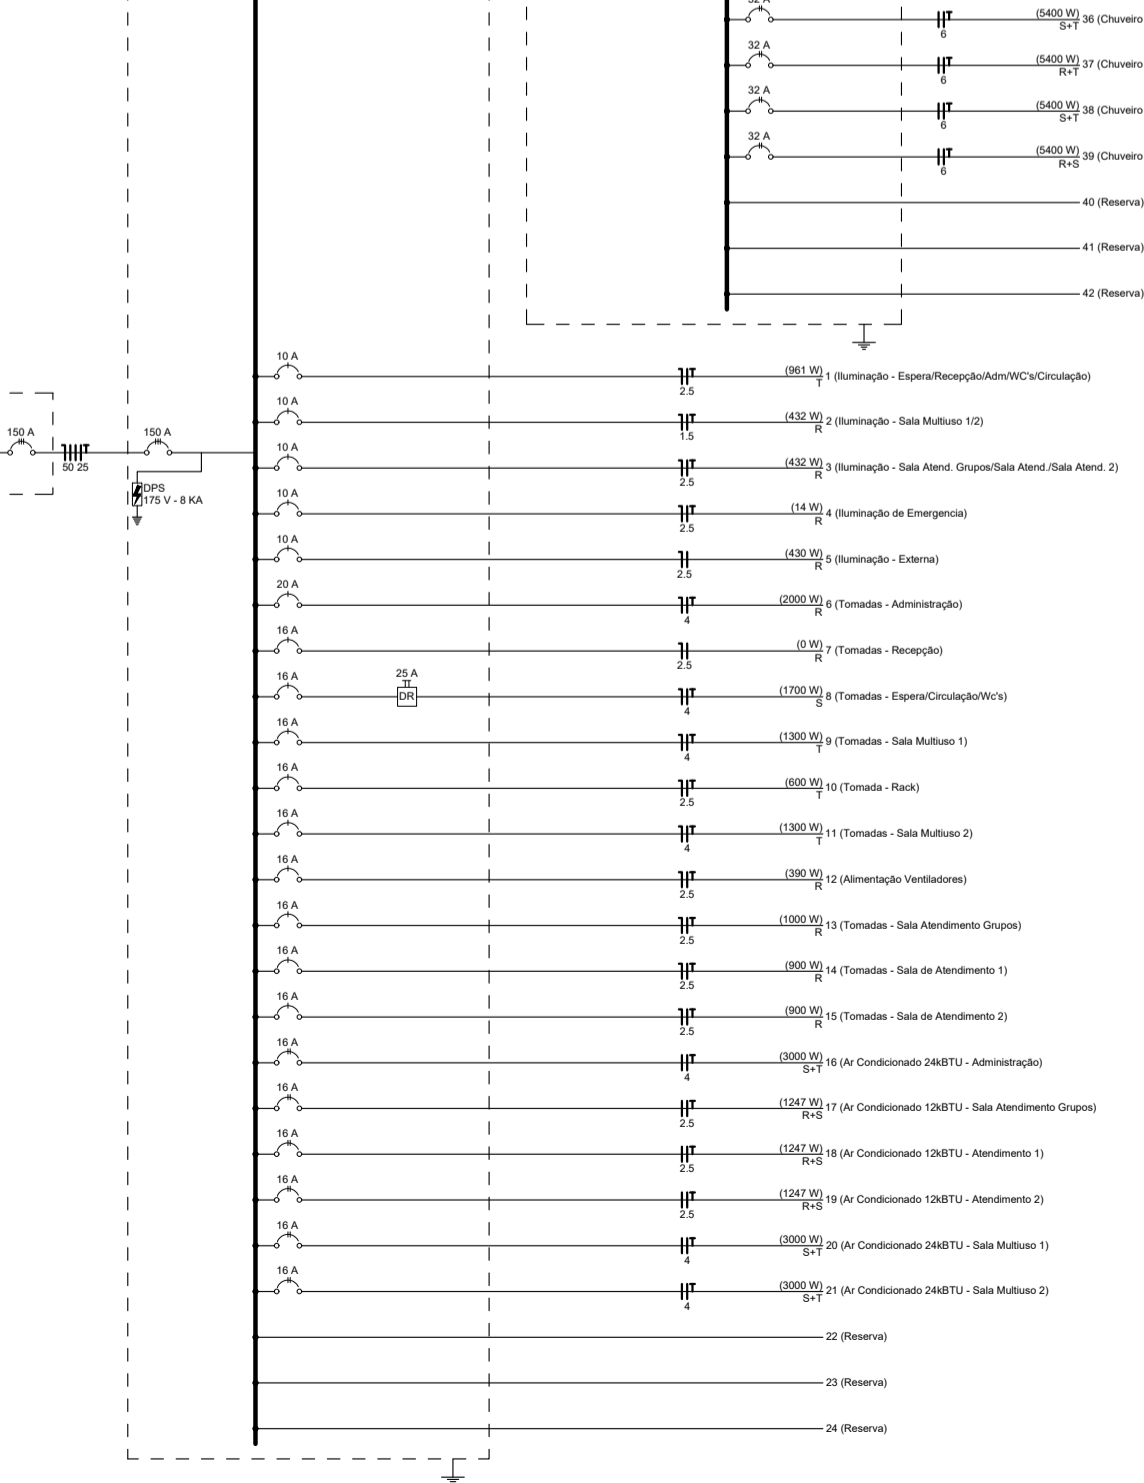 32 A
(5400 W) 36 (Chuveiro
S+T
6
32 A
(5400 W) 37 (Chuveiro
R+T
6
32 A
(5400 W) 38 (Chuveiro
S+T
6
32 A
(5400 W) 39 (Chuveiro
R+S
6
40 (Reserva)
41 (Reserva)
42 (Reserva)
150 A
50 25
150 A
DPS
175 V - 8 KA
10 A
(961 W) 1 (Iluminação - Espera/Recepção/Adm/WC's/Circulação)
T
2.5
10 A
(432 W) 2 (Iluminação - Sala Multiuso 1/2)
R
1.5
10 A
(432 W) 3 (Iluminação - Sala Atend. Grupos/Sala Atend./Sala Atend. 2)
R
2.5
10 A
(14 W) 4 (Iluminação de Emergencia)
R
2.5
10 A
(430 W) 5 (Iluminação - Externa)
R
2.5
20 A
(2000 W) 6 (Tomadas - Administração)
R
4
16 A
(0 W) 7 (Tomadas - Recepção)
R
2.5
16 A
25 A
DR
(1700 W) 8 (Tomadas - Espera/Circulação/Wc's)
S
4
16 A
(1300 W) 9 (Tomadas - Sala Multiuso 1)
T
4
16 A
(600 W) 10 (Tomada - Rack)
T
2.5
16 A
(1300 W) 11 (Tomadas - Sala Multiuso 2)
T
4
16 A
(390 W) 12 (Alimentação Ventiladores)
R
2.5
16 A
(1000 W) 13 (Tomadas - Sala Atendimento Grupos)
R
2.5
16 A
(900 W) 14 (Tomadas - Sala de Atendimento 1)
R
2.5
16 A
(900 W) 15 (Tomadas - Sala de Atendimento 2)
R
2.5
16 A
(3000 W) 16 (Ar Condicionado 24kBTU - Administração)
S+T
4
16 A
(1247 W) 17 (Ar Condicionado 12kBTU - Sala Atendimento Grupos)
R+S
2.5
16 A
(1247 W) 18 (Ar Condicionado 12kBTU - Atendimento 1)
R+S
2.5
16 A
(1247 W) 19 (Ar Condicionado 12kBTU - Atendimento 2)
R+S
2.5
16 A
(3000 W) 20 (Ar Condicionado 24kBTU - Sala Multiuso 1)
S+T
4
16 A
(3000 W) 21 (Ar Condicionado 24kBTU - Sala Multiuso 2)
S+T
4
22 (Reserva)
23 (Reserva)
24 (Reserva)